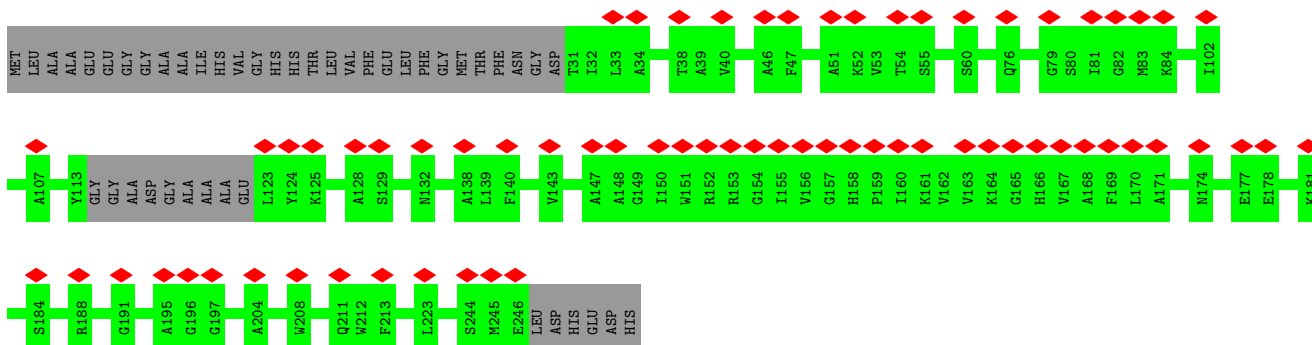 MET LEU ALA ALA GLU GLU GLY GLY ALA ALA ILE HIS VAL GLY HIS HIS THR LEU VAL PHE GLU LEU PHE GLY MET THR PHE ASN GLY ASP T31 I32 L33 A34 T38 A39 V40 A46 F47 A51 K52 V53 T54 S55 S60 Q76 G79 S80 I81 G82 M83 K84 I102
A107 Y113 GLY GLY ALA ASP GLY ALA ALA ALA GLU L123 Y124 K125 A128 S129 N132 A138 L139 F140 V143 A147 A148 G149 I150 W151 R152 R153 G154 I155 V156 G157 H158 P159 I160 K161 V162 V163 K164 G165 H166 V167 A168 F169 L170 A171 N174 E177 E178 K181
S184 R188 G191 A195 G196 G197 A204 W208 Q211 W212 F213 L223 S244 M245 E246 LEU ASP HIS GLU ASP HIS